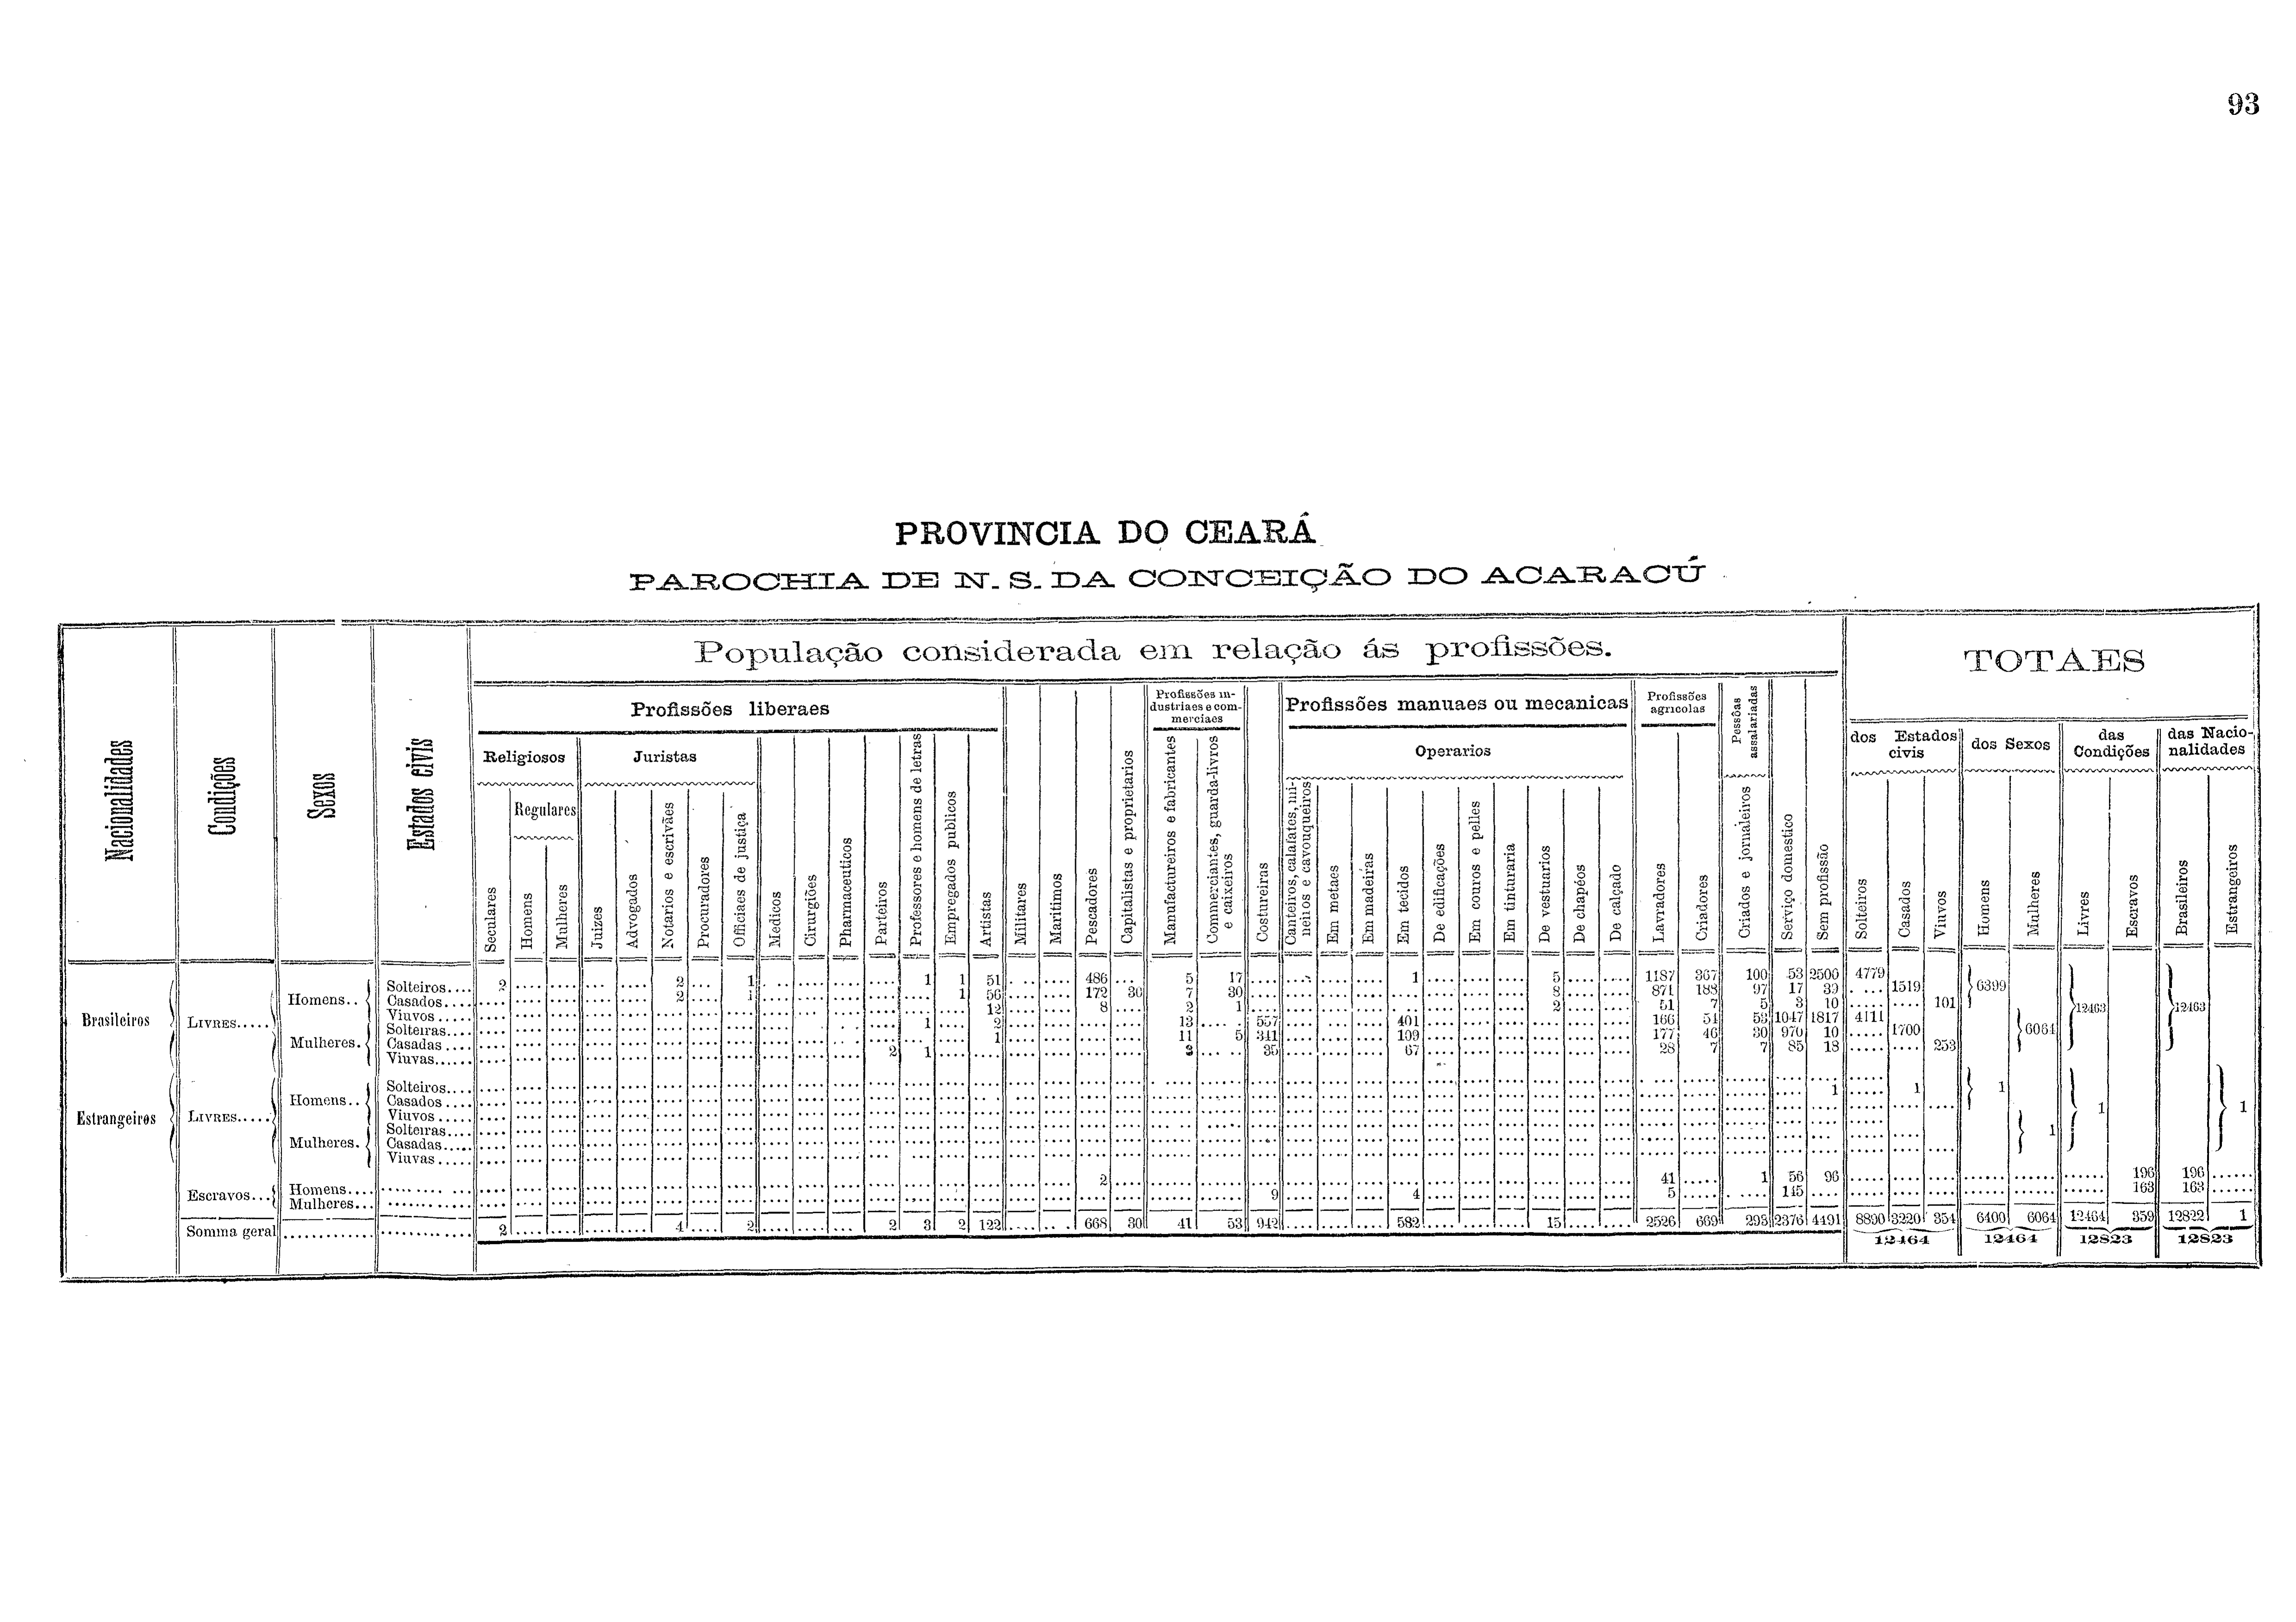 93
PROVINCIA DO CEARÁ
PAROCHIA DE N. S. DA CONCEIÇÃO DO ACARACÚ
Nacionalidades
Condições
Sexos
Estados civis
População considerada em relação ás profissões.
TOTAES
Profissões liberaes
Profissões in-
dustriaes e com-
merciaes
Profissões manuaes ou mecanicas
Profissões
agricolas
Pessôas
assalariadas
Religiosos
Juristas
Operarios
dos Estados
civis
dos Sexos
das
Condições
das Nacio-
nalidades
Regulares
Seculares
Homens
Mulheres
Juizes
Advogados
Notarios e escrivães
Procuradores
Officiaes de justiça
Medicos
Cirurgiões
Pharmaceuticos
Parteiros
Professores e homens de letras
Empregados publicos
Artistas
Militares
Maritimos
Pescadores
Capitalistas e proprietarios
Manufactureiros e fabricantes
Commerciantes, guarda-livros
e caixeiros
Costureiras
Canteiros, calafates, mi-
neiros e cavouqueiros
Em metaes
Em madeiras
Em tecidos
De edificações
Em couros e pelles
Em tinturaria
De vestuarios
De chapéos
De calçado
Lavradores
Criadores
Criados e jornaleiros
Serviço domestico
Sem profissão
Solteiros
Casados
Viuvos
Homens
Mulheres
Livres
Escravos
Brasileiros
Estrangeiros
Brasileiros LIVRES..... Homens.. Mulheres.
Solteiros.... 2 2 1 1 1 51 486 5 17 1 5 1187 367 100 53 2500 4779
Casados.... 2 1 1 56 172 30 7 30 8 871 188 97 17 39 1519 6399
Viuvos..... 12 8 2 1 2 51 7 5 3 10 101 12463 12463
Solteiras.... 1 2 13 557 401 166 54 53 1047 1817 4111
Casadas.... 1 11 5 341 109 177 46 30 970 10 1700 6064
Viuvas...... 2 1 3 35 67 28 7 7 85 18 253
Estrangeiros LIVRES..... Homens.. Mulheres.
Solteiros....
Casados.... 1 1 1
Viuvos..... 1 1
Solteiras....
Casadas..... 1
Viuvas.....
Escravos... Homens.... 2 41 1 56 96 196 196
Mulheres... 9 4 5 145 163 163
Somma geral 2 4 2 2 3 2 122 668 30 41 53 942 582 15 2526 669 293 2376 4491 8890 3220 354 6400 6064 12464 359 12822 1
12464 12464 12823 12823